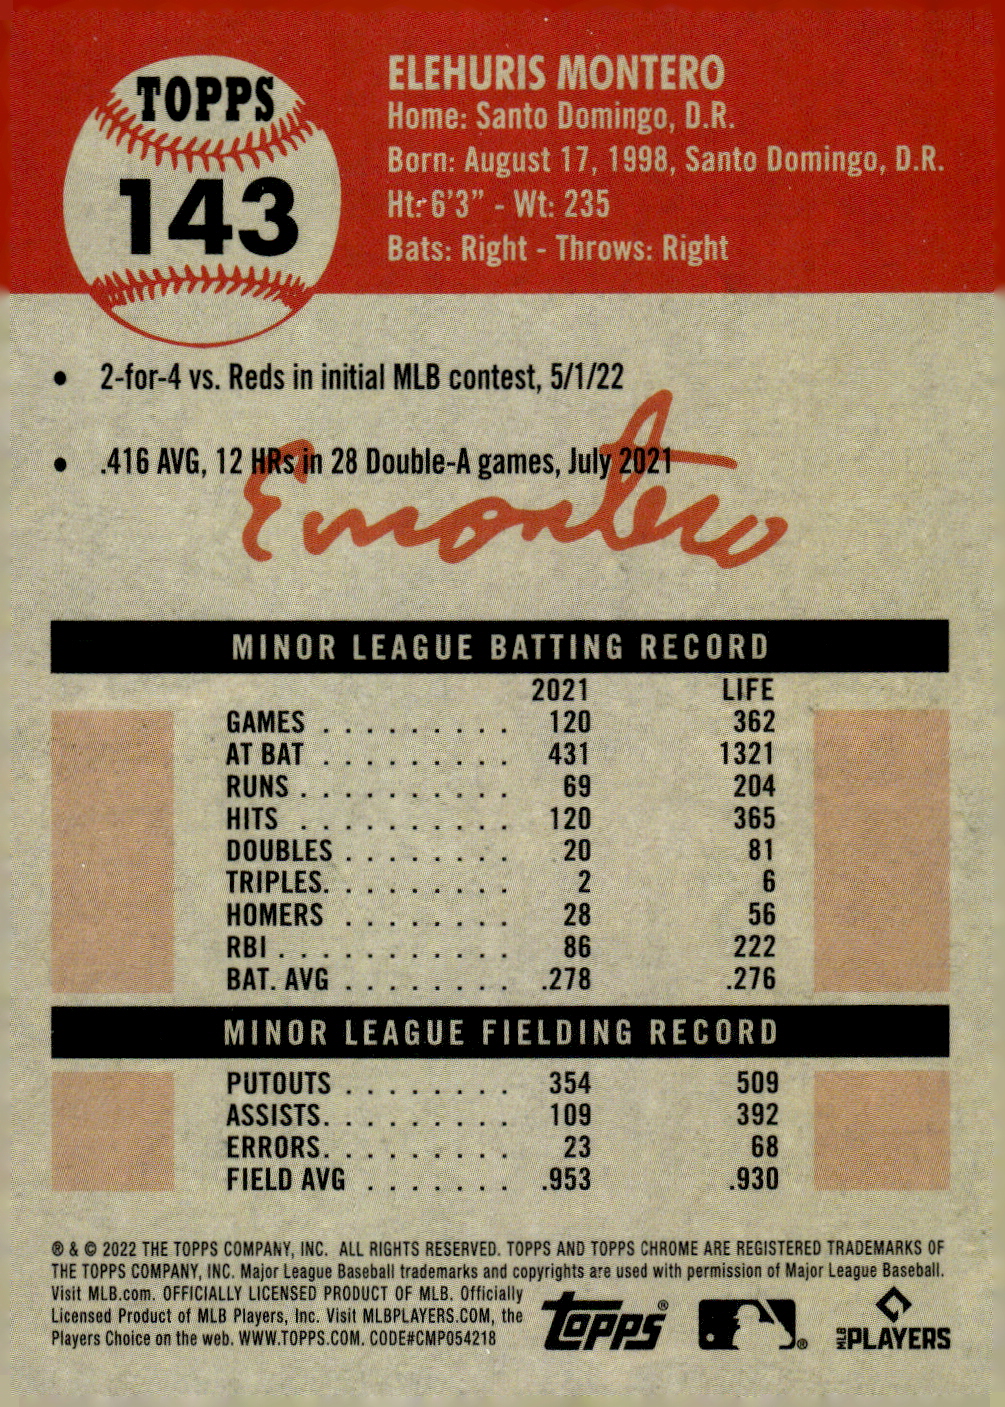 TOPPS
143
ELEHURIS MONTERO
Home: Santo Domingo, D.R.
Born: August 17, 1998, Santo Domingo, D.R.
Ht: 6'3" - Wt: 235
Bats: Right - Throws: Right
• 2-for-4 vs. Reds in initial MLB contest, 5/1/22
• .416 AVG, 12 HRs in 28 Double-A games, July 2021
Emontero
MINOR LEAGUE BATTING RECORD
2021 LIFE
GAMES . . . . . . . . . 120 362
AT BAT . . . . . . . . . 431 1321
RUNS . . . . . . . . . . 69 204
HITS . . . . . . . . . . 120 365
DOUBLES . . . . . . . . 20 81
TRIPLES. . . . . . . . . 2 6
HOMERS . . . . . . . . 28 56
RBI . . . . . . . . . . . 86 222
BAT. AVG . . . . . . . . .278 .276
MINOR LEAGUE FIELDING RECORD
PUTOUTS . . . . . . . . 354 509
ASSISTS. . . . . . . . . 109 392
ERRORS. . . . . . . . . 23 68
FIELD AVG . . . . . . . .953 .930
® & © 2022 THE TOPPS COMPANY, INC. ALL RIGHTS RESERVED. TOPPS AND TOPPS CHROME ARE REGISTERED TRADEMARKS OF
THE TOPPS COMPANY, INC. Major League Baseball trademarks and copyrights are used with permission of Major League Baseball.
Visit MLB.com. OFFICIALLY LICENSED PRODUCT OF MLB. Officially
Licensed Product of MLB Players, Inc. Visit MLBPLAYERS.COM, the
Players Choice on the web. WWW.TOPPS.COM. CODE#CMP054218
topps®
®
MLB PLAYERS